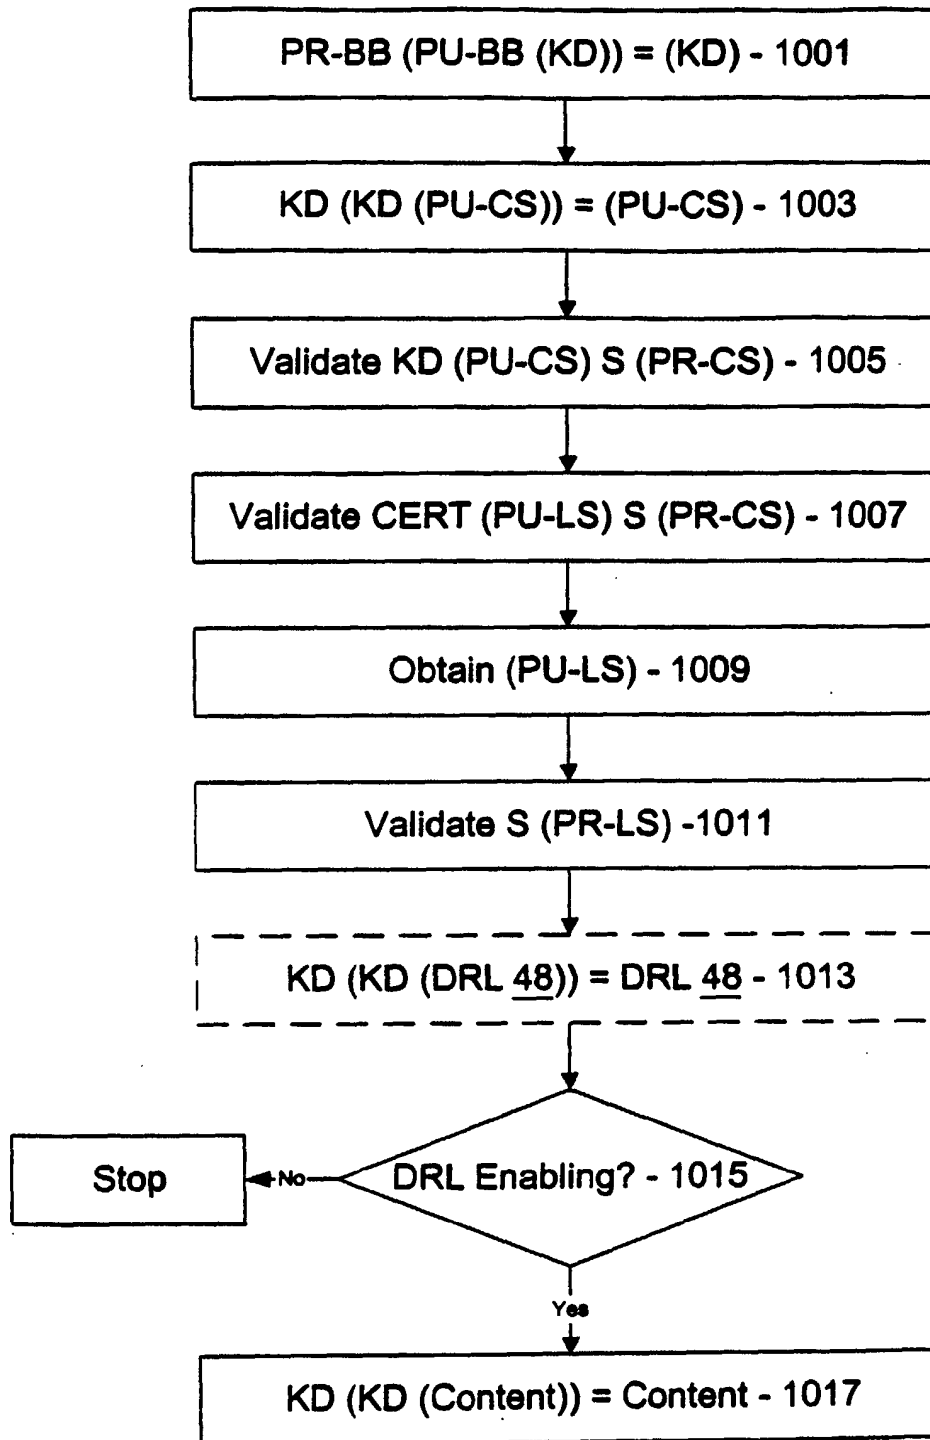 PR-BB (PU-BB (KD)) = (KD) - 1001
KD (KD (PU-CS)) = (PU-CS) - 1003
Validate KD (PU-CS) S (PR-CS) - 1005
Validate CERT (PU-LS) S (PR-CS) - 1007
Obtain (PU-LS) - 1009
Validate S (PR-LS) -1011
KD (KD (DRL 48)) = DRL 48 - 1013
DRL Enabling? - 1015
No
Stop
Yes
KD (KD (Content)) = Content - 1017